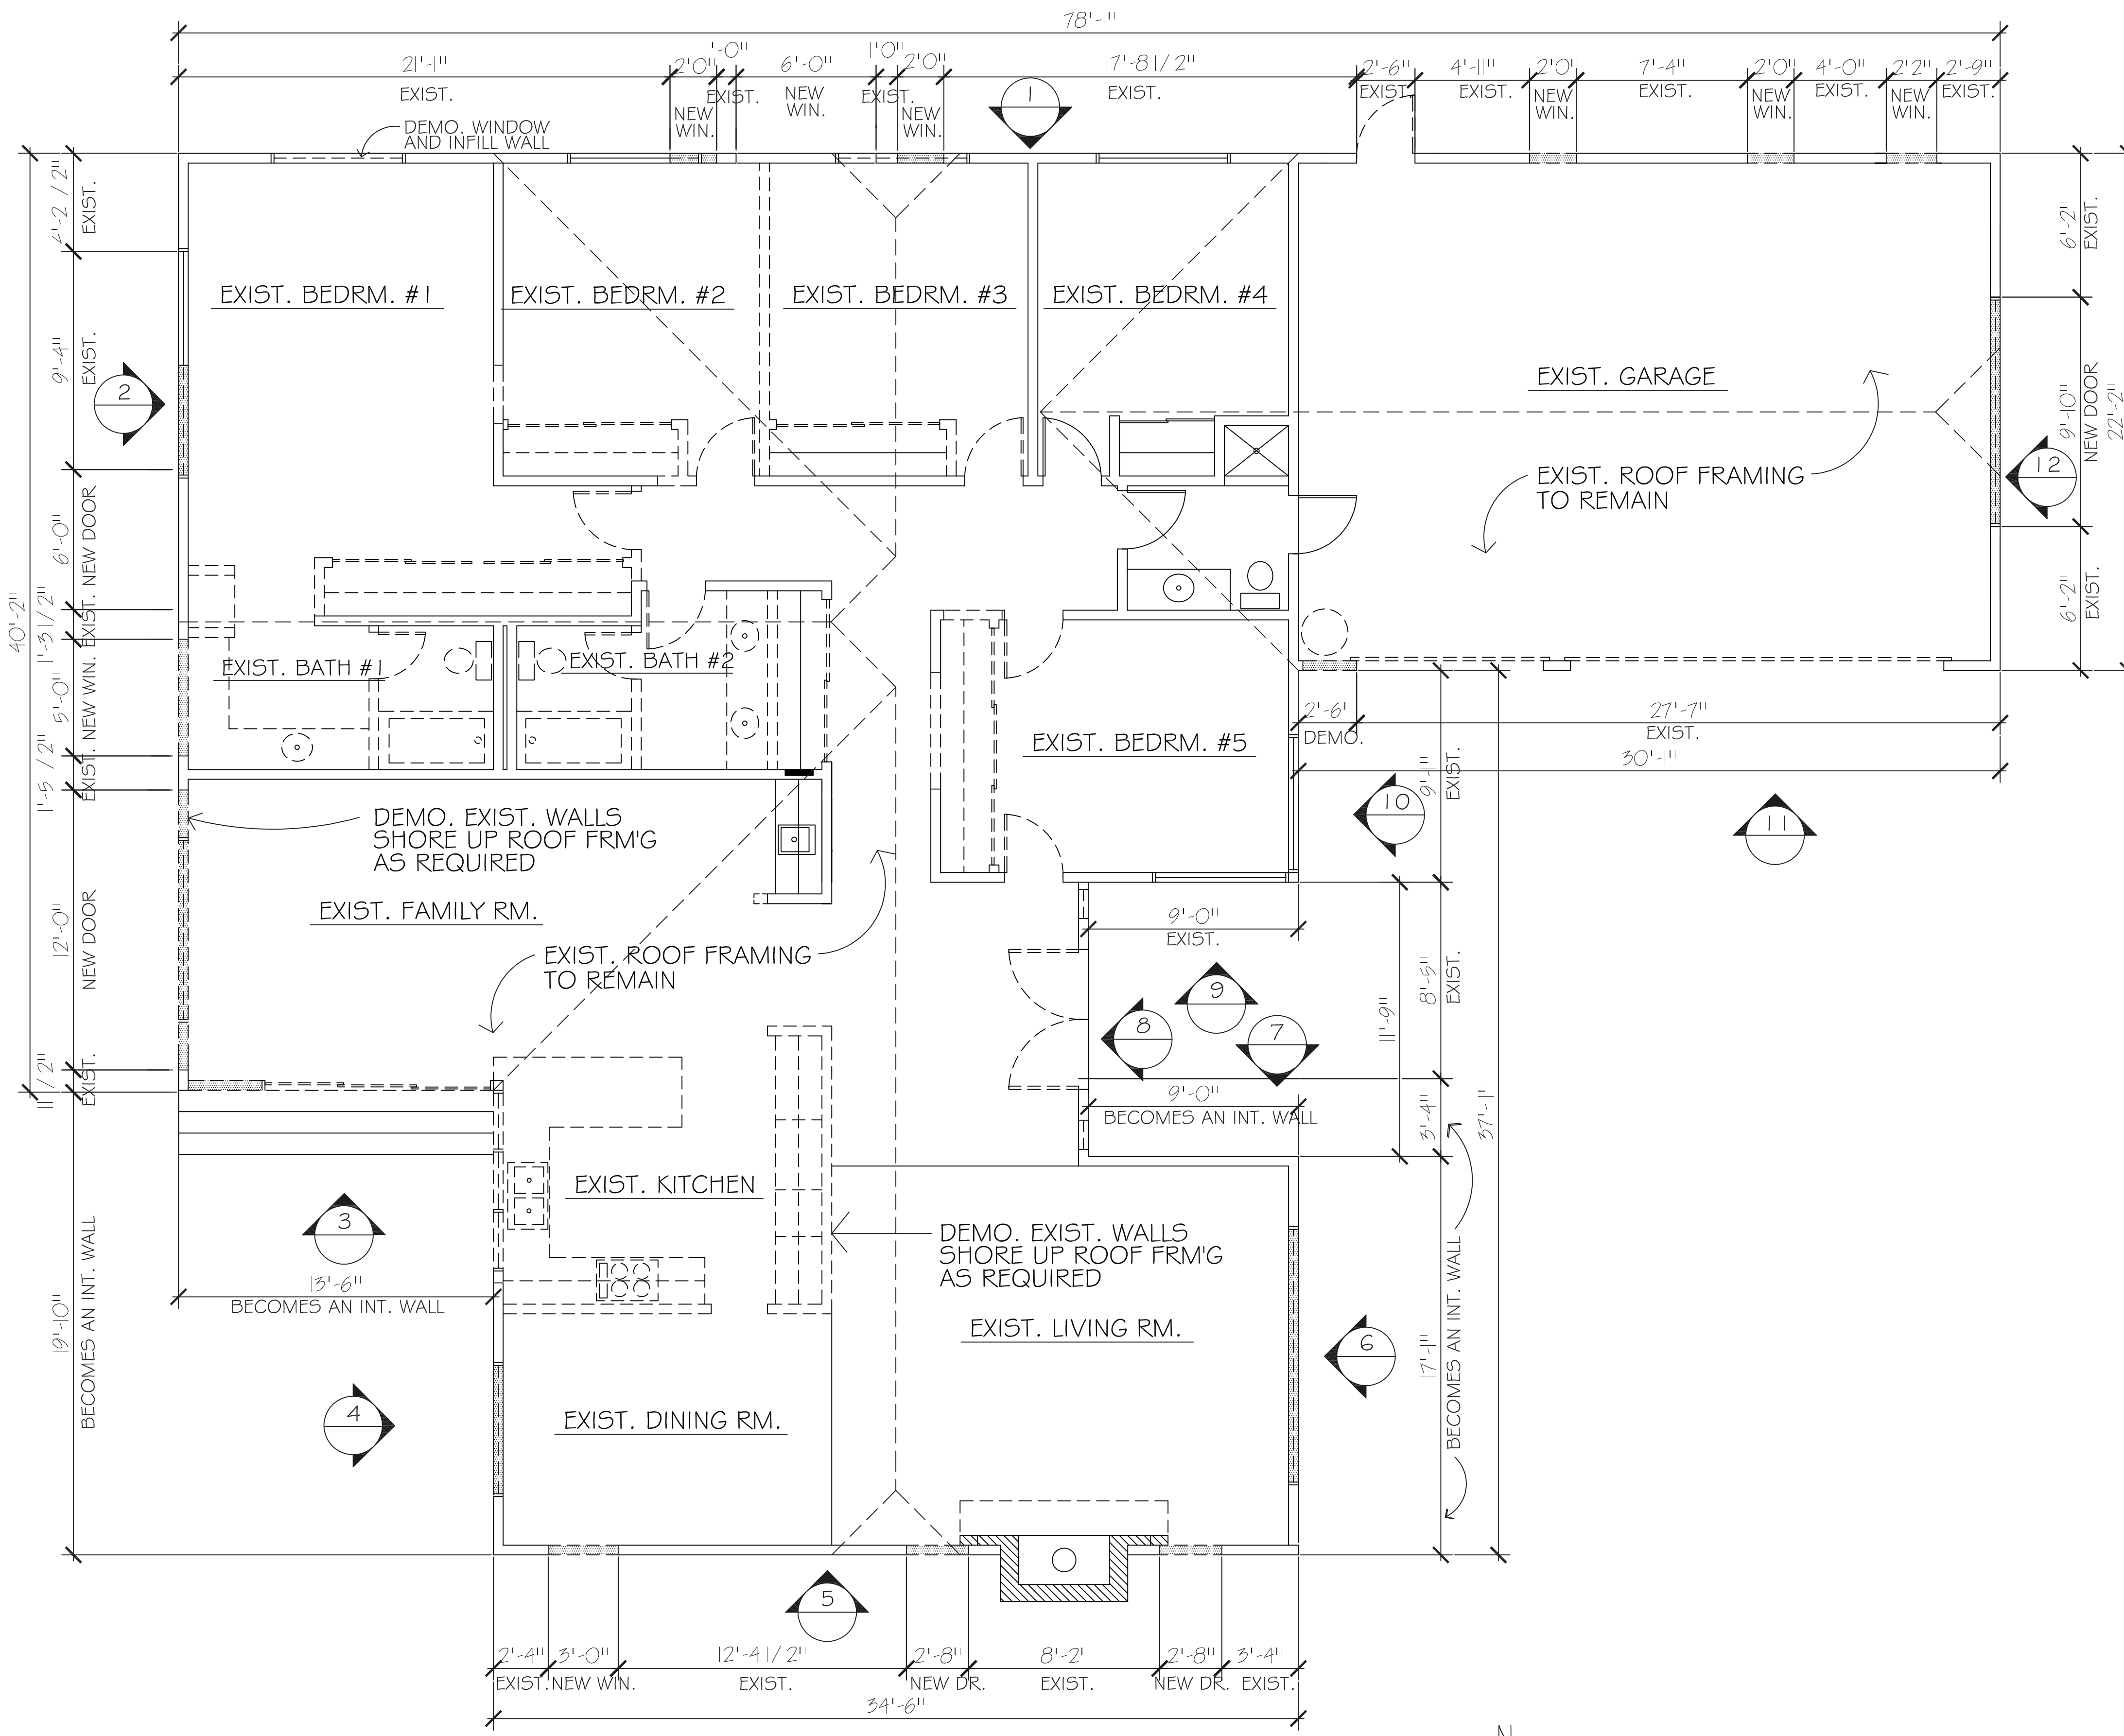 78'-1"
21'-1"
EXIST.
2'0"
NEW
WIN.
1'-0"
EXIST.
6'-0"
NEW
WIN.
1'0"
EXIST.
2'0"
NEW
WIN.
17'-8 1/2"
EXIST.
2'-6"
EXIST.
4'-11"
EXIST.
2'0"
NEW
WIN.
7'-4"
EXIST.
2'0"
NEW
WIN.
4'-0"
EXIST.
2'2"
NEW
WIN.
2'-9"
EXIST.
1
DEMO. WINDOW
AND INFILL WALL
4'-2 1/2"
EXIST.
9'-4"
EXIST.
2
6'-0"
NEW DOOR
40'-2"
1'-3 1/2"
EXIST.
5'-0"
NEW WIN.
1'-5 1/2"
EXIST.
12'-0"
NEW DOOR
11 1/2"
EXIST.
19'-10"
BECOMES AN INT. WALL
EXIST. BEDRM. #1
EXIST. BEDRM. #2
EXIST. BEDRM. #3
EXIST. BEDRM. #4
EXIST. GARAGE
EXIST. ROOF FRAMING
TO REMAIN
6'-2"
EXIST.
9'-10"
NEW DOOR
22'-2"
12
6'-2"
EXIST.
EXIST. BATH #1
EXIST. BATH #2
EXIST. BEDRM. #5
2'-6"
DEMO.
27'-7"
EXIST.
30'-1"
10
9'-1"
EXIST.
11
DEMO. EXIST. WALLS
SHORE UP ROOF FRM'G
AS REQUIRED
EXIST. FAMILY RM.
EXIST. ROOF FRAMING
TO REMAIN
9'-0"
EXIST.
9
8
7
11'-9"
8'-5"
EXIST.
9'-0"
BECOMES AN INT. WALL
3'-4"
37'-11"
BECOMES AN INT. WALL
17'-1"
EXIST. KITCHEN
DEMO. EXIST. WALLS
SHORE UP ROOF FRM'G
AS REQUIRED
3
13'-6"
BECOMES AN INT. WALL
EXIST. LIVING RM.
6
4
EXIST. DINING RM.
5
2'-4"
EXIST.
3'-0"
NEW WIN.
12'-4 1/2"
EXIST.
2'-8"
NEW DR.
8'-2"
EXIST.
2'-8"
NEW DR.
3'-4"
EXIST.
34'-6"
N